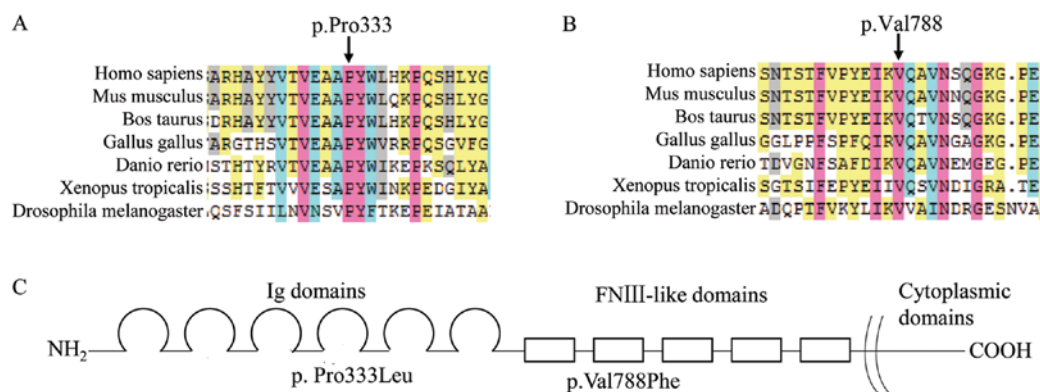 A
p.Pro333
Homo sapiens ARHAYYVTVEAAPYWLHKPQSHLYG
Mus musculus ARHAYYVTVEAAPYWLQKPQSHLYG
Bos taurus DRHAYYVTVEAAPYWLHKPQSHLYG
Gallus gallus ARGTHSVTVEAAPYWVRRPQSGVFG
Danio rerio STHTYRVTVEAAPYWIKEPKSQLYA
Xenopus tropicalis SSHTFTVVVESAPYWINKPEDGIYA
Drosophila melanogaster QSFSIILNVNSVPYFTKEPEIATAA
B
p.Val788
Homo sapiens SNTSTFVPYEIKVQAVNSQGKG.PE
Mus musculus SNTSTFVPYEIKVQAVNNQGKG.PE
Bos taurus SNTSTFVPYEIKVQTVNSQGKG.PE
Gallus gallus GGLPPFSPFQIRVQAVNGAGKG.PE
Danio rerio TDVGNFSAFDIKVQAVNEMGEG.PE
Xenopus tropicalis SGTSIFEPYEIIVQSVNDIGRA.TE
Drosophila melanogaster ADQPTFVKYLIKVVAINDRGESNVA
C
Ig domains
FNIII-like domains
Cytoplasmic
domains
NH₂
COOH
p. Pro333Leu
p.Val788Phe